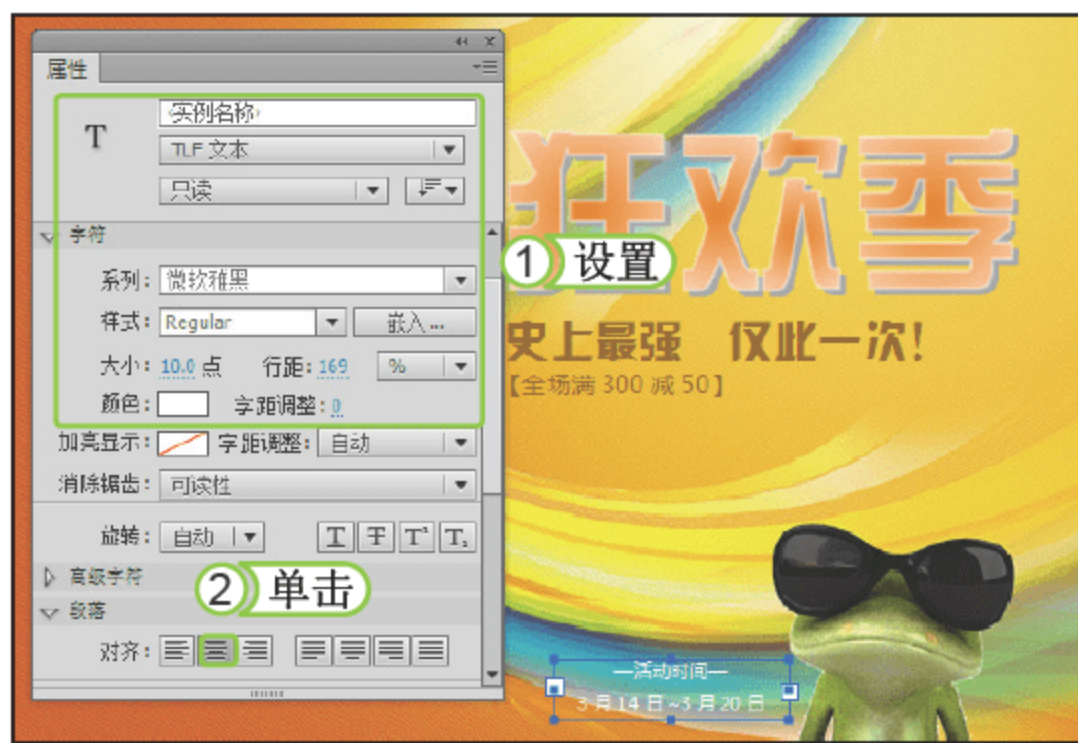 属性
T
<实例名称>
TLF 文本
只读
字符
系列: 微软雅黑
样式: Regular 嵌入...
大小: 10.0 点 行距: 169 %
颜色: 字距调整: 0
加亮显示: 字距调整: 自动
消除锯齿: 可读性
旋转: 自动 T T T² T₁
高级字符
段落
对齐:
① 设置
② 单击
狂欢季
史上最强 仅此一次!
【全场满 300 减 50】
—活动时间—
3 月 14 日~3 月 20 日